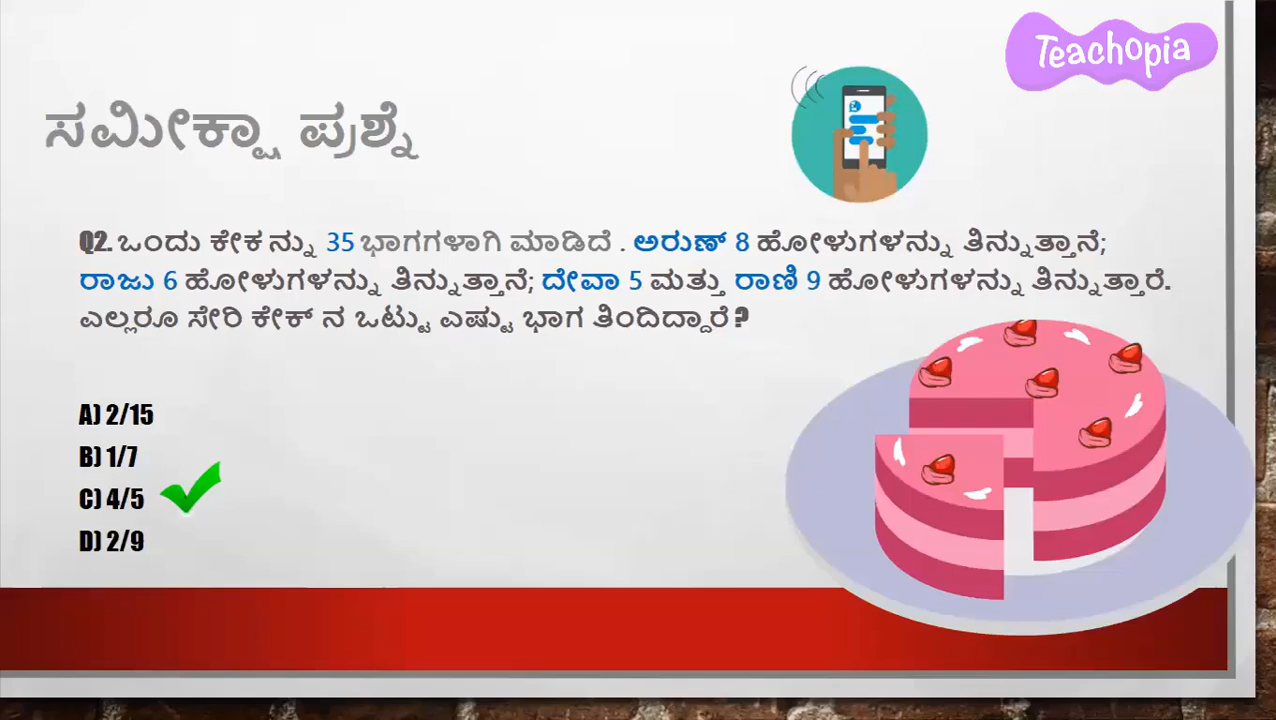 Teachopia
ಸಮೀಕ್ಷಾ ಪ್ರಶ್ನೆ
Q2. ಒಂದು ಕೇಕನ್ನು 35 ಭಾಗಗಳಾಗಿ ಮಾಡಿದೆ . ಅರುಣ್ 8 ಹೋಳುಗಳನ್ನು ತಿನ್ನುತ್ತಾನೆ;
ರಾಜು 6 ಹೋಳುಗಳನ್ನು ತಿನ್ನುತ್ತಾನೆ; ದೇವಾ 5 ಮತ್ತು ರಾಣಿ 9 ಹೋಳುಗಳನ್ನು ತಿನ್ನುತ್ತಾರೆ.
ಎಲ್ಲರೂ ಸೇರಿ ಕೇಕ್ ನ ಒಟ್ಟು ಎಷ್ಟು ಭಾಗ ತಿಂದಿದ್ದಾರೆ?
A) 2/15
B) 1/7
C) 4/5
D) 2/9